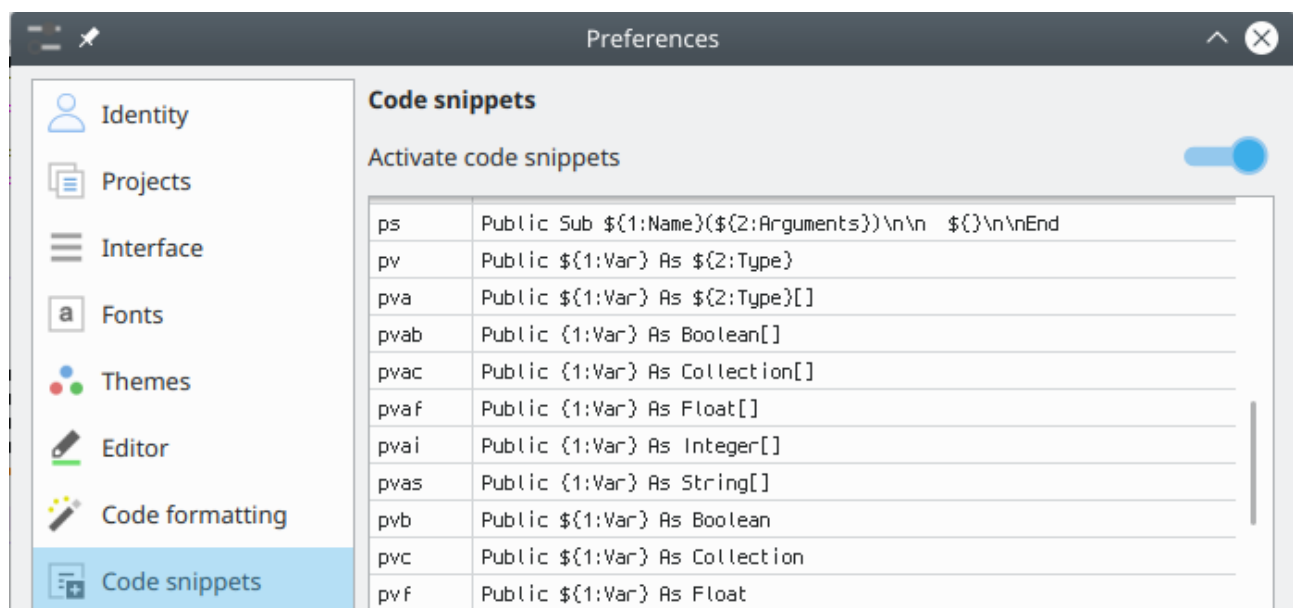 Preferences
Identity
Projects
Interface
a Fonts
Themes
Editor
Code formatting
Code snippets
Code snippets
Activate code snippets
ps Public Sub ${1:Name}(${2:Arguments})\n\n  ${}\n\nEnd
pv Public ${1:Var} As ${2:Type}
pva Public ${1:Var} As ${2:Type}[]
pvab Public {1:Var} As Boolean[]
pvac Public {1:Var} As Collection[]
pvaf Public {1:Var} As Float[]
pvai Public {1:Var} As Integer[]
pvas Public {1:Var} As String[]
pvb Public ${1:Var} As Boolean
pvc Public ${1:Var} As Collection
pvf Public ${1:Var} As Float